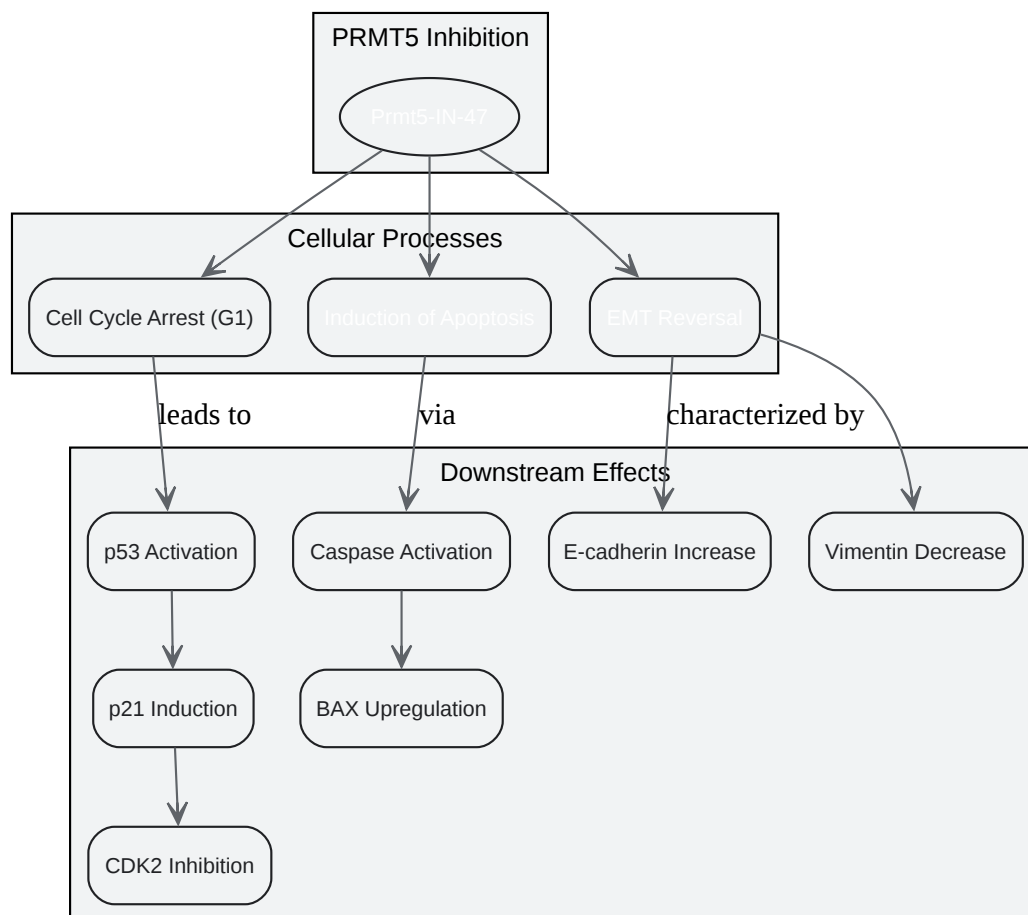 PRMT5 Inhibition
Prmt5-IN-47
Cellular Processes
Cell Cycle Arrest (G1)
Induction of Apoptosis
EMT Reversal
leads to
via
characterized by
Downstream Effects
p53 Activation
Caspase Activation
E-cadherin Increase
Vimentin Decrease
p21 Induction
BAX Upregulation
CDK2 Inhibition